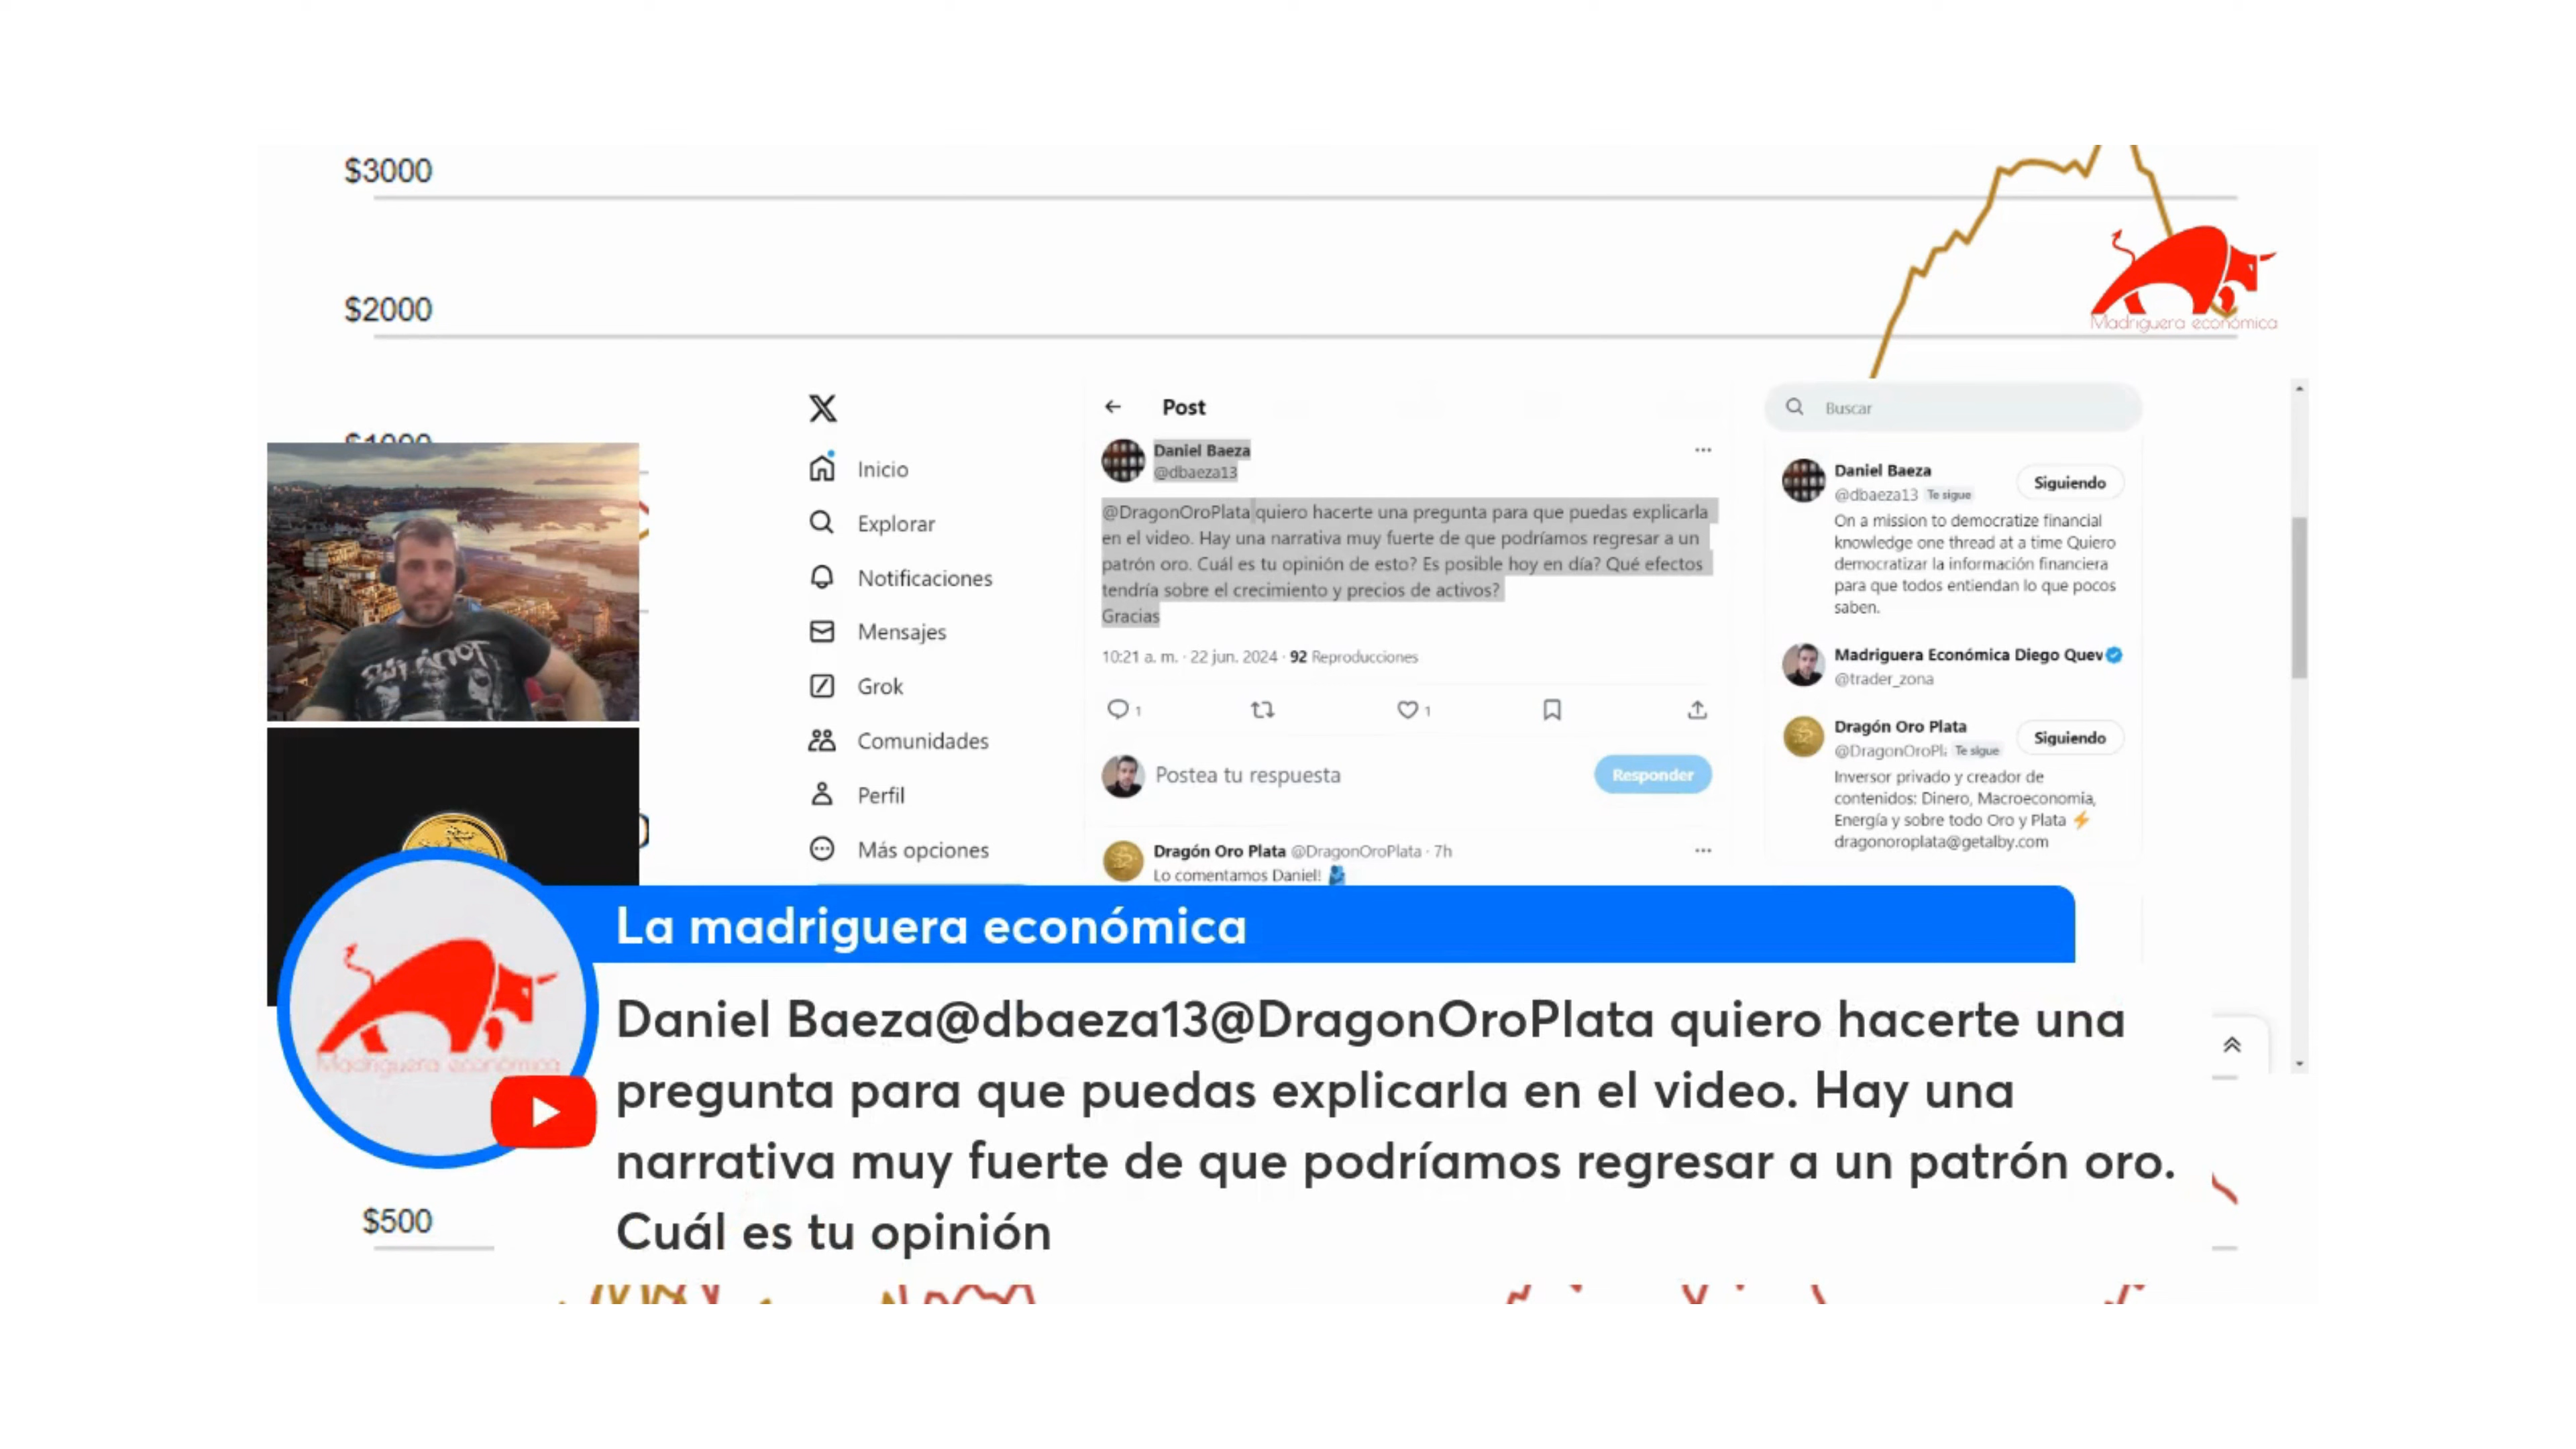 $3000
$2000
Madriguera económica
$1000
X
Inicio
Explorar
Notificaciones
Mensajes
Grok
Comunidades
Perfil
Más opciones
Post
Daniel Baeza
@dbaeza13
@DragonOroPlata quiero hacerte una pregunta para que puedas explicarla
en el video. Hay una narrativa muy fuerte de que podríamos regresar a un
patrón oro. Cuál es tu opinión de esto? Es posible hoy en día? Qué efectos
tendría sobre el crecimiento y precios de activos?
Gracias
10:21 a. m. · 22 jun. 2024 · 92 Reproducciones
1
1
Postea tu respuesta
Responder
Dragón Oro Plata @DragonOroPlata · 7h
Lo comentamos Daniel!
Buscar
Daniel Baeza
@dbaeza13 Te sigue
Siguiendo
On a mission to democratize financial
knowledge one thread at a time Quiero
democratizar la información financiera
para que todos entiendan lo que pocos
saben.
Madriguera Económica Diego Quev
@trader_zona
Dragón Oro Plata
@DragonOroPl Te sigue
Siguiendo
Inversor privado y creador de
contenidos: Dinero, Macroeconomia,
Energía y sobre todo Oro y Plata ⚡
dragonoroplata@getalby.com
La madriguera económica
Madriguera económica
Daniel Baeza@dbaeza13@DragonOroPlata quiero hacerte una
pregunta para que puedas explicarla en el video. Hay una
narrativa muy fuerte de que podríamos regresar a un patrón oro.
Cuál es tu opinión
$500